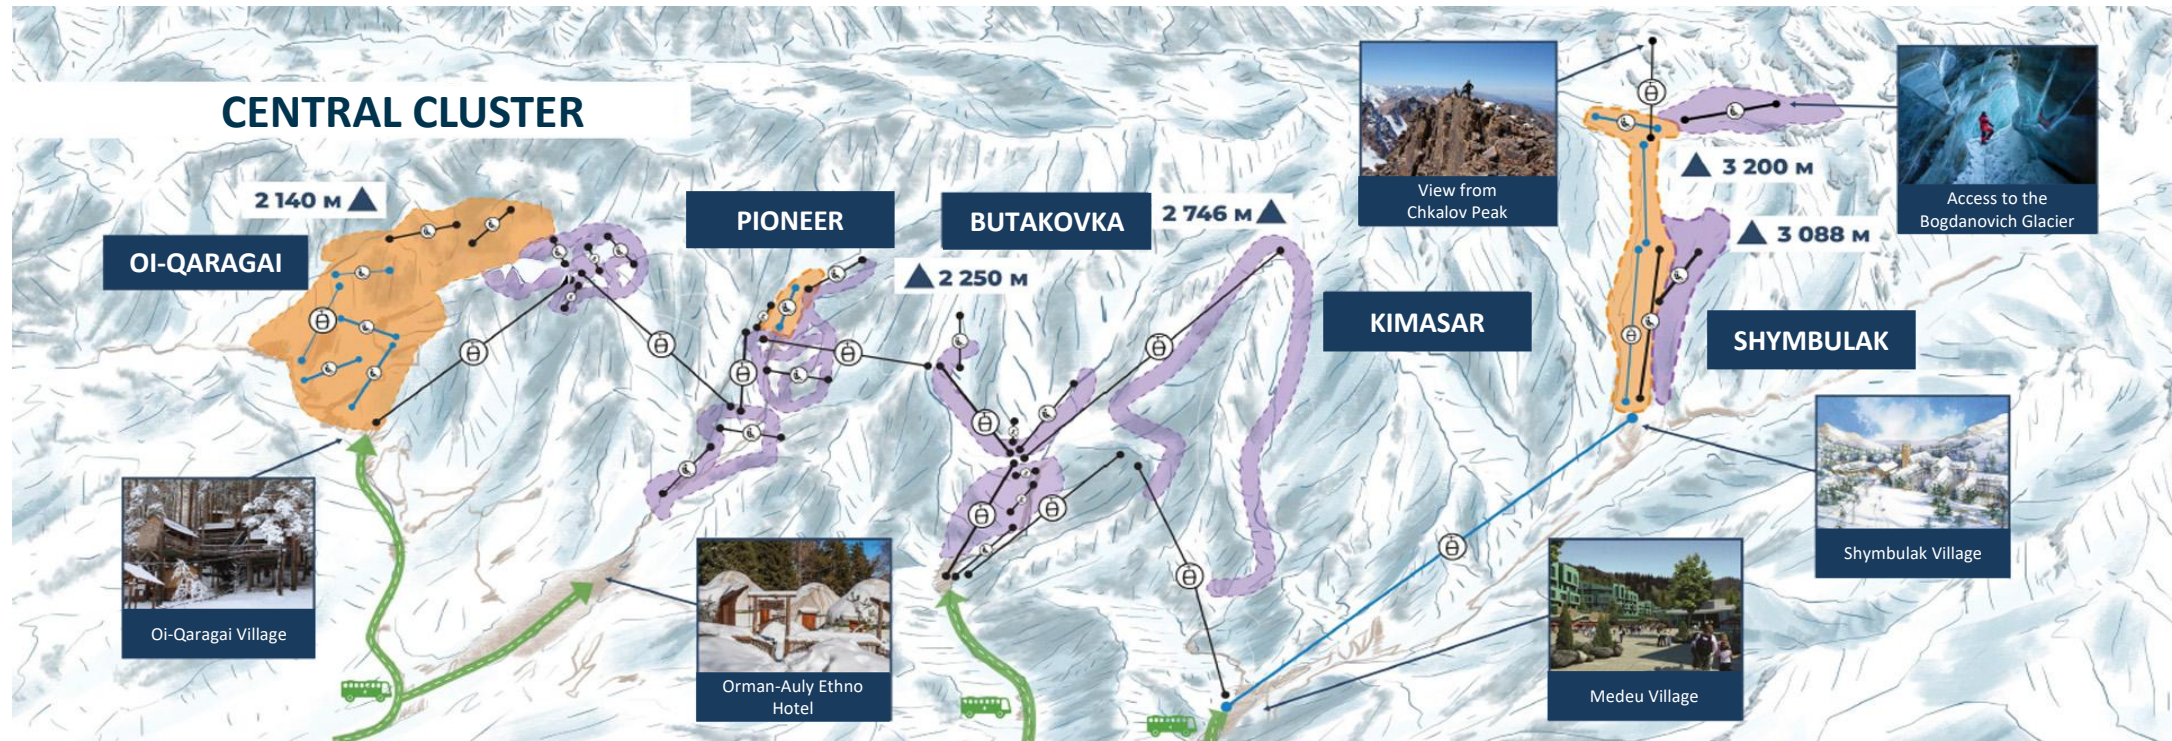 CENTRAL CLUSTER
2 140 м
OI-QARAGAI
PIONEER
BUTAKOVKA
2 746 м
2 250 м
KIMASAR
View from
Chkalov Peak
3 200 м
3 088 м
Access to the
Bogdanovich Glacier
SHYMBULAK
Shymbulak Village
Oi-Qaragai Village
Orman-Auly Ethno
Hotel
Medeu Village